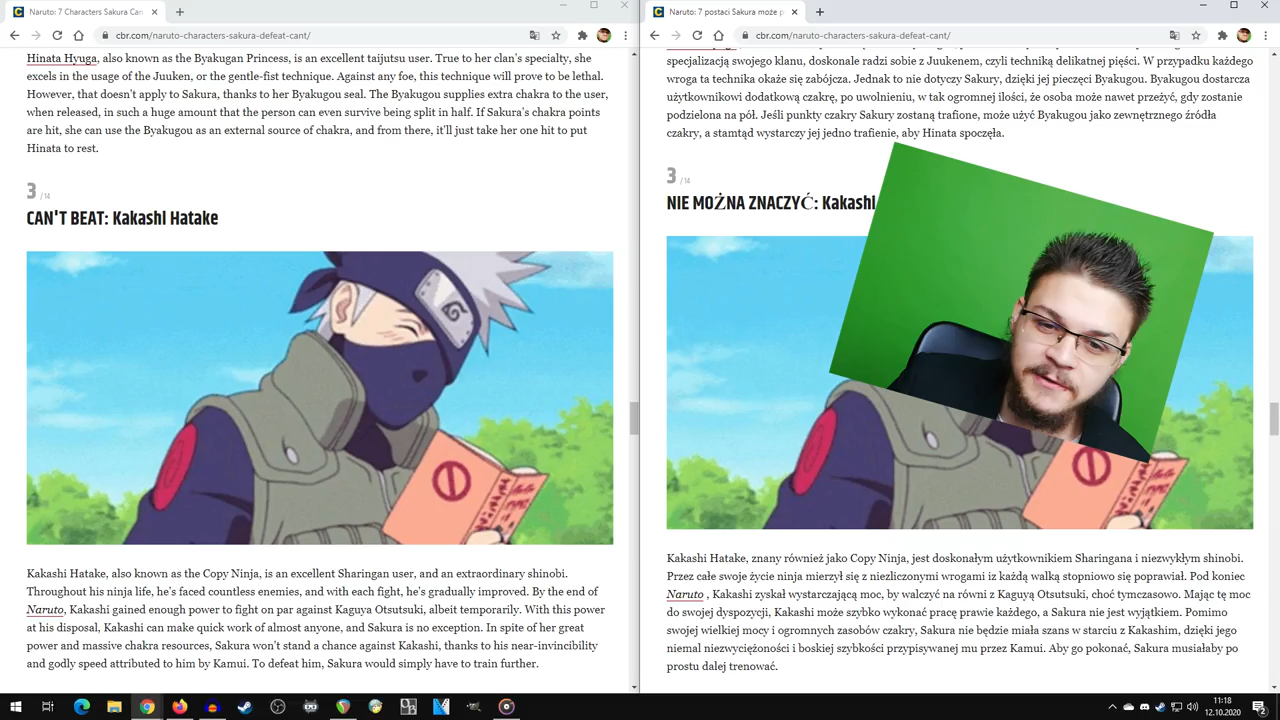 Naruto: 7 Characters Sakura Can
cbr.com/naruto-characters-sakura-defeat-cant/
Hinata Hyuga, also known as the Byakugan Princess, is an excellent taijutsu user. True to her clan's specialty, she
excels in the usage of the Juuken, or the gentle-fist technique. Against any foe, this technique will prove to be lethal.
However, that doesn't apply to Sakura, thanks to her Byakugou seal. The Byakugou supplies extra chakra to the user,
when released, in such a huge amount that the person can even survive being split in half. If Sakura's chakra points
are hit, she can use the Byakugou as an external source of chakra, and from there, it'll just take her one hit to put
Hinata to rest.
3 / 14
CAN'T BEAT: Kakashi Hatake
Kakashi Hatake, also known as the Copy Ninja, is an excellent Sharingan user, and an extraordinary shinobi.
Throughout his ninja life, he's faced countless enemies, and with each fight, he's gradually improved. By the end of
Naruto, Kakashi gained enough power to fight on par against Kaguya Otsutsuki, albeit temporarily. With this power
at his disposal, Kakashi can make quick work of almost anyone, and Sakura is no exception. In spite of her great
power and massive chakra resources, Sakura won't stand a chance against Kakashi, thanks to his near-invincibility
and godly speed attributed to him by Kamui. To defeat him, Sakura would simply have to train further.
Naruto: 7 postaci Sakura może p
cbr.com/naruto-characters-sakura-defeat-cant/
specjalizacją swojego klanu, doskonale radzi sobie z Juukenem, czyli techniką delikatnej pięści. W przypadku każdego
wroga ta technika okaże się zabójcza. Jednak to nie dotyczy Sakury, dzięki jej pieczęci Byakugou. Byakugou dostarcza
użytkownikowi dodatkową czakrę, po uwolnieniu, w tak ogromnej ilości, że osoba może nawet przeżyć, gdy zostanie
podzielona na pół. Jeśli punkty czakry Sakury zostaną trafione, może użyć Byakugou jako zewnętrznego źródła
czakry, a stamtąd wystarczy jej jedno trafienie, aby Hinata spoczęła.
3 / 14
NIE MOŻNA ZNACZYĆ: Kakashi
Kakashi Hatake, znany również jako Copy Ninja, jest doskonałym użytkownikiem Sharingana i niezwykłym shinobi.
Przez całe swoje życie ninja mierzył się z niezliczonymi wrogami iz każdą walką stopniowo się poprawiał. Pod koniec
Naruto , Kakashi zyskał wystarczającą moc, by walczyć na równi z Kaguyą Otsutsuki, choć tymczasowo. Mając tę moc
do swojej dyspozycji, Kakashi może szybko wykonać pracę prawie każdego, a Sakura nie jest wyjątkiem. Pomimo
swojej wielkiej mocy i ogromnych zasobów czakry, Sakura nie będzie miała szans w starciu z Kakashim, dzięki jego
niemal niezwyciężoności i boskiej szybkości przypisywanej mu przez Kamui. Aby go pokonać, Sakura musiałaby po
prostu dalej trenować.
11:18
12.10.2020
2